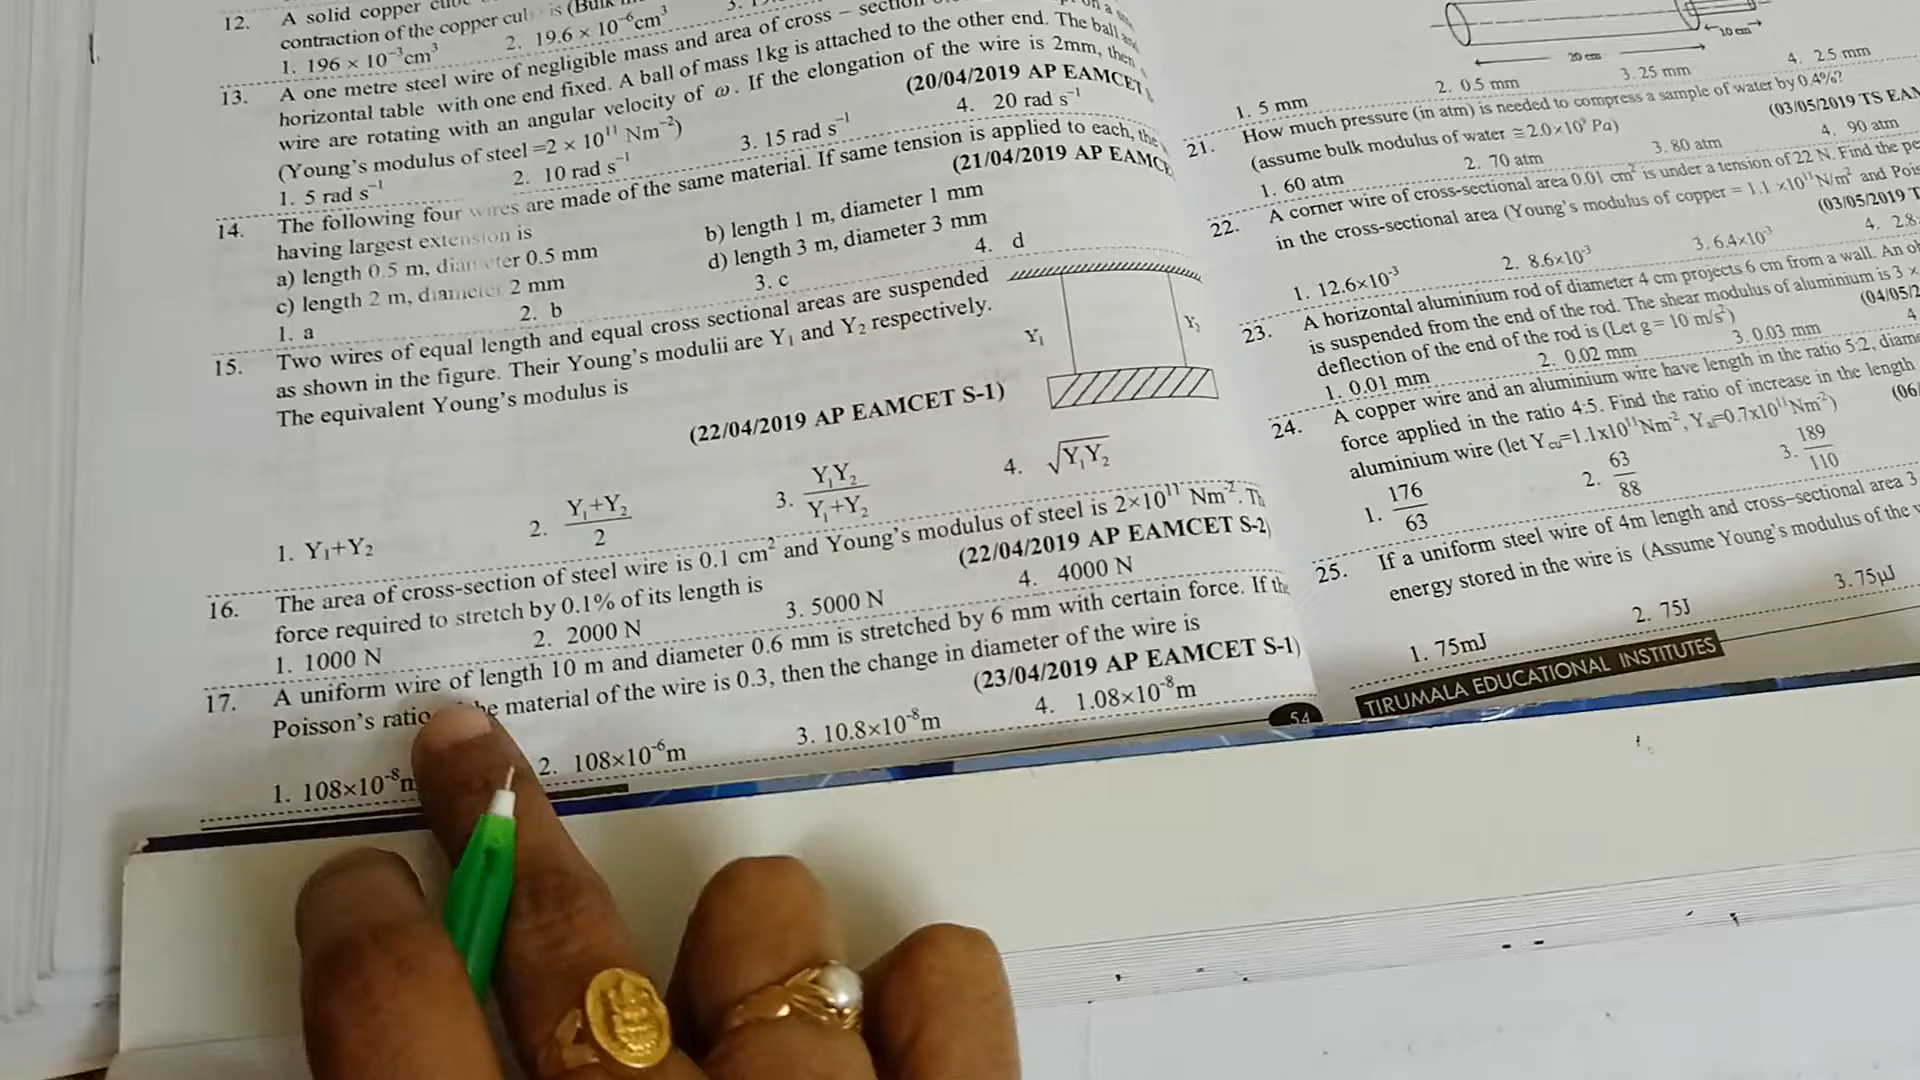 12. A solid copper
contraction of the copper cub is (Bulk
1. 196 × 10⁻³cm³ 2. 19.6 × 10⁻⁶cm³ 3.
13. A one metre steel wire of negligible mass and area of cross – section
horizontal table with one end fixed. A ball of mass 1kg is attached to the other end. The ball
wire are rotating with an angular velocity of ω. If the elongation of the wire is 2mm, then
(Young's modulus of steel =2 × 10¹¹ Nm⁻²) (20/04/2019 AP EAMCET
1. 5 rad s⁻¹ 2. 10 rad s⁻¹ 3. 15 rad s⁻¹ 4. 20 rad s⁻¹
14. The following four wires are made of the same material. If same tension is applied to each, the
having largest extension is (21/04/2019 AP EAMCE
a) length 0.5 m, diameter 0.5 mm b) length 1 m, diameter 1 mm
c) length 2 m, diameter 2 mm d) length 3 m, diameter 3 mm
1. a 2. b 3. c 4. d
15. Two wires of equal length and equal cross sectional areas are suspended
as shown in the figure. Their Young's modulii are Y₁ and Y₂ respectively.
The equivalent Young's modulus is
(22/04/2019 AP EAMCET S-1)
Y₁ Y₂
1. Y₁+Y₂ 2. (Y₁+Y₂)/2 3. Y₁Y₂/(Y₁+Y₂) 4. √Y₁Y₂
16. The area of cross-section of steel wire is 0.1 cm² and Young's modulus of steel is 2×10¹¹ Nm⁻².
force required to stretch by 0.1% of its length is (22/04/2019 AP EAMCET S-2)
1. 1000 N 2. 2000 N 3. 5000 N 4. 4000 N
17. A uniform wire of length 10 m and diameter 0.6 mm is stretched by 6 mm with certain force. If the
Poisson's ratio material of the wire is 0.3, then the change in diameter of the wire is
(23/04/2019 AP EAMCET S-1)
1. 108×10⁻⁸m 2. 108×10⁻⁶m 3. 10.8×10⁻⁸m 4. 1.08×10⁻⁸m
54
20 cm 10 cm
1. 5 mm 2. 0.5 mm 3. 25 mm 4. 2.5 mm
21. How much pressure (in atm) is needed to compress a sample of water by 0.4%?
(assume bulk modulus of water ≅ 2.0×10⁹ Pa) (03/05/2019 TS EAM
1. 60 atm 2. 70 atm 3. 80 atm 4. 90 atm
22. A corner wire of cross-sectional area 0.01 cm² is under a tension of 22 N. Find the
in the cross-sectional area (Young's modulus of copper = 1.1 ×10¹¹ N/m² and
(03/05/2019 T
1. 12.6×10⁻³ 2. 8.6×10⁻³ 3. 6.4×10⁻³ 4. 2.8
23. A horizontal aluminium rod of diameter 4 cm projects 6 cm from a wall. An
is suspended from the end of the rod. The shear modulus of aluminium is 3 ×
deflection of the end of the rod is (Let g = 10 m/s²) (04/05/2
1. 0.01 mm 2. 0.02 mm 3. 0.03 mm 4
24. A copper wire and an aluminium wire have length in the ratio 5:2,
force applied in the ratio 4:5. Find the ratio of increase in the length
aluminium wire (let Ycu=1.1x10¹¹Nm⁻², Yal=0.7x10¹¹Nm⁻²) (06/
1. 176/63 2. 63/88 3. 189/110
25. If a uniform steel wire of 4m length and cross–sectional area 3
energy stored in the wire is (Assume Young's modulus of the
1. 75mJ 2. 75J 3. 75μJ
TIRUMALA EDUCATIONAL INSTITUTES